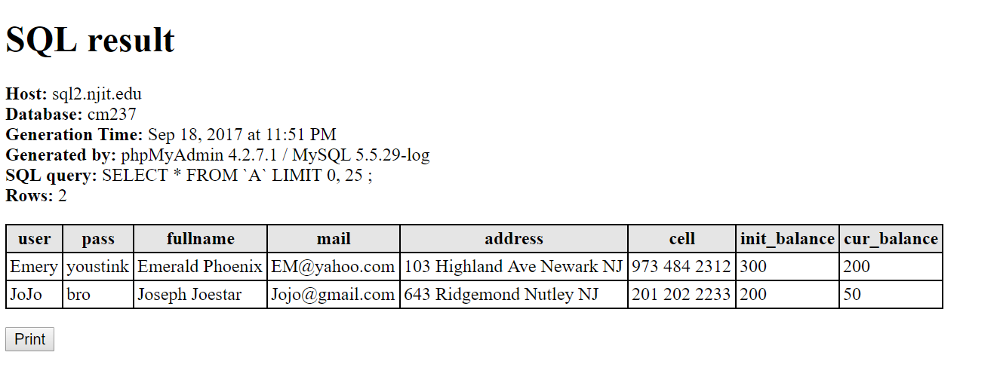 SQL result
Host: sql2.njit.edu
Database: cm237
Generation Time: Sep 18, 2017 at 11:51 PM
Generated by: phpMyAdmin 4.2.7.1 / MySQL 5.5.29-log
SQL query: SELECT * FROM `A` LIMIT 0, 25 ;
Rows: 2
user pass fullname mail address cell init_balance cur_balance
Emery youstink Emerald Phoenix EM@yahoo.com 103 Highland Ave Newark NJ 973 484 2312 300 200
JoJo bro Joseph Joestar Jojo@gmail.com 643 Ridgemond Nutley NJ 201 202 2233 200 50
Print